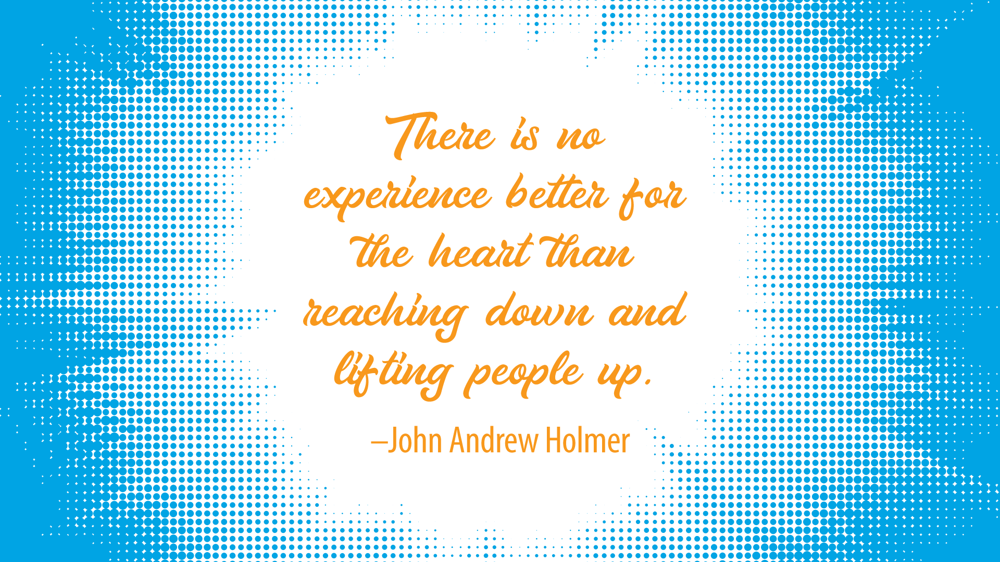 There is no
experience better for
the heart than
reaching down and
lifting people up.
–John Andrew Holmer